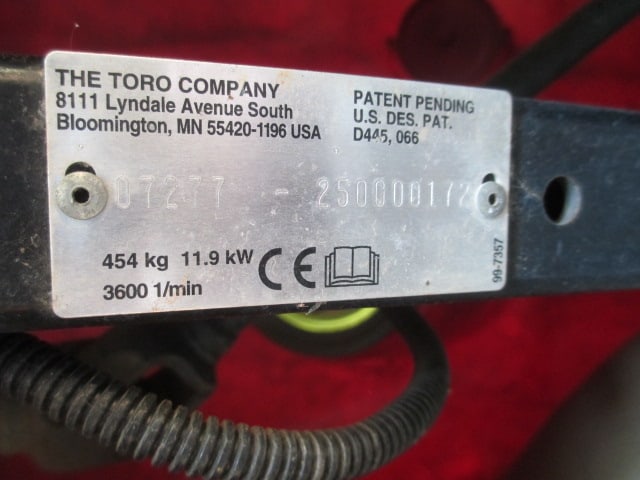 THE TORO COMPANY
8111 Lyndale Avenue South
Bloomington, MN 55420-1196 USA
PATENT PENDING
U.S. DES. PAT.
D445, 066
07277 - 250000172
454 kg 11.9 kW
3600 1/min
CE
99-7357